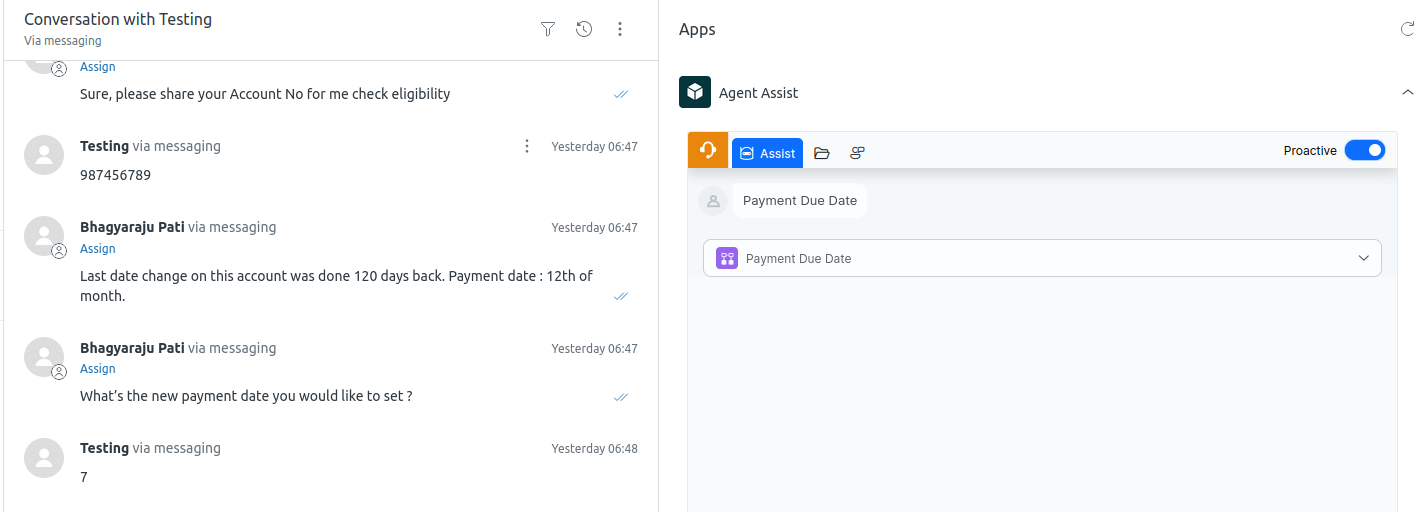 Conversation with Testing
Via messaging
Assign
Sure, please share your Account No for me check eligibility
Testing via messaging
Yesterday 06:47
987456789
Bhagyaraju Pati via messaging
Yesterday 06:47
Assign
Last date change on this account was done 120 days back. Payment date : 12th of
month.
Bhagyaraju Pati via messaging
Yesterday 06:47
Assign
What's the new payment date you would like to set ?
Testing via messaging
Yesterday 06:48
7
Apps
Agent Assist
Assist
Proactive
Payment Due Date
Payment Due Date